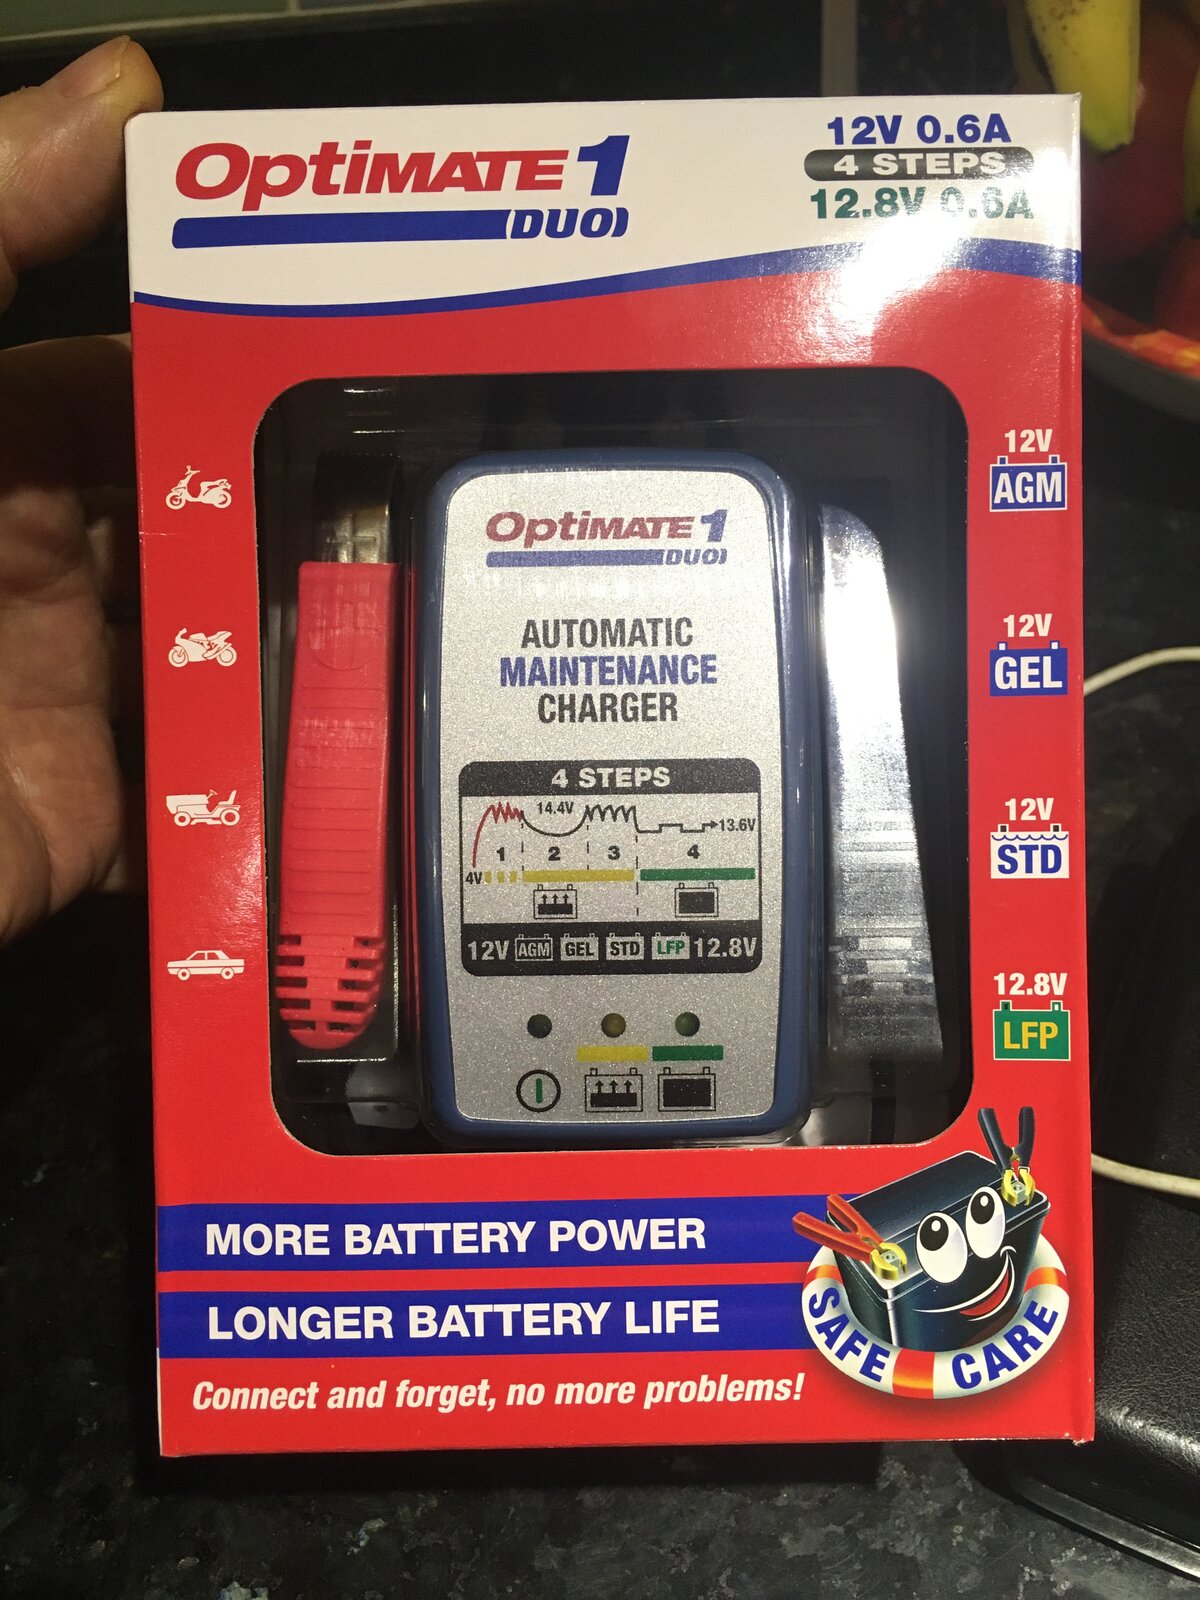 OptiMATE 1
DUO
12V 0.6A
4 STEPS
12.8V 0.6A
12V
AGM
12V
GEL
12V
STD
12.8V
LFP
OptiMATE 1
DUO
AUTOMATIC
MAINTENANCE
CHARGER
4 STEPS
14.4V
13.6V
1 2 3 4
4V
12V AGM GEL STD LFP 12.8V
MORE BATTERY POWER
LONGER BATTERY LIFE
Connect and forget, no more problems!
SAFE CARE